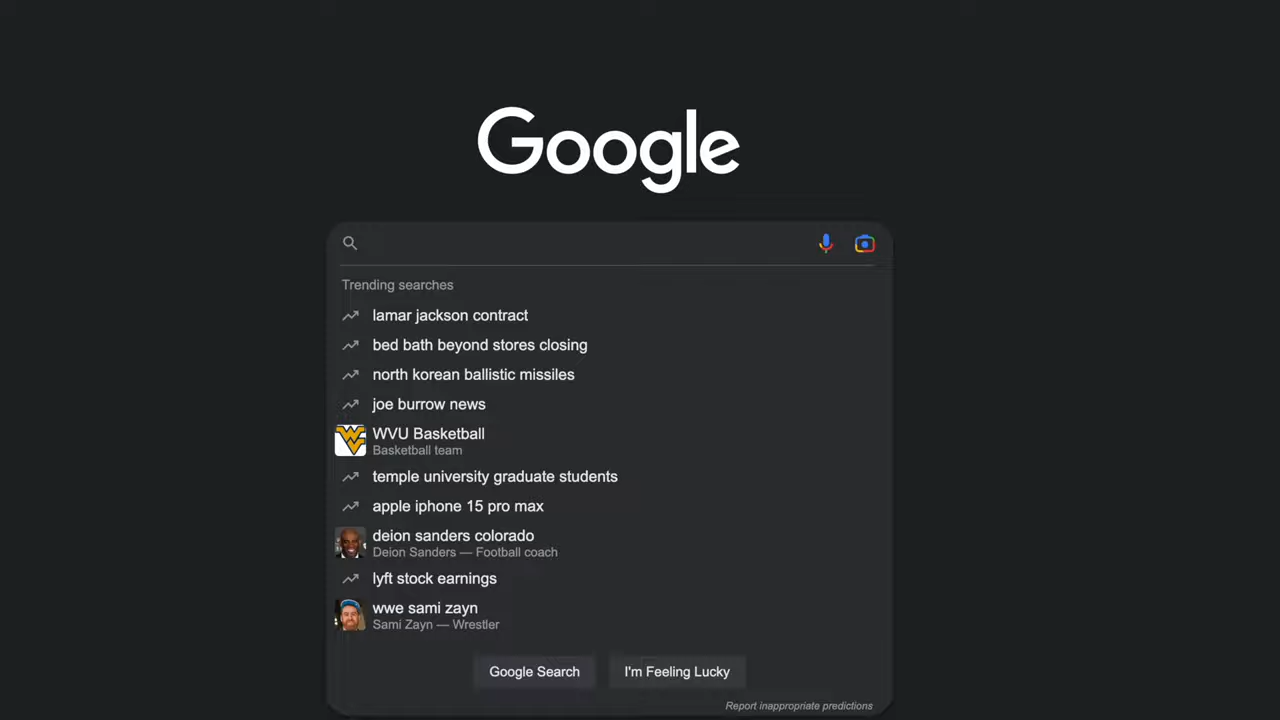 Google
Trending searches
lamar jackson contract
bed bath beyond stores closing
north korean ballistic missiles
joe burrow news
WV
WVU Basketball
Basketball team
temple university graduate students
apple iphone 15 pro max
deion sanders colorado
Deion Sanders — Football coach
lyft stock earnings
wwe sami zayn
Sami Zayn — Wrestler
Google Search
I'm Feeling Lucky
Report inappropriate predictions